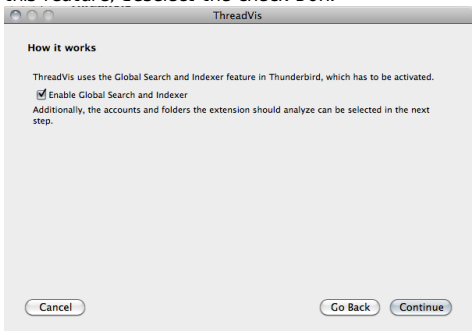 ThreadVis
How it works
ThreadVis uses the Global Search and Indexer feature in Thunderbird, which has to be activated.
Enable Global Search and Indexer
Additionally, the accounts and folders the extension should analyze can be selected in the next
step.
Cancel
Go Back
Continue